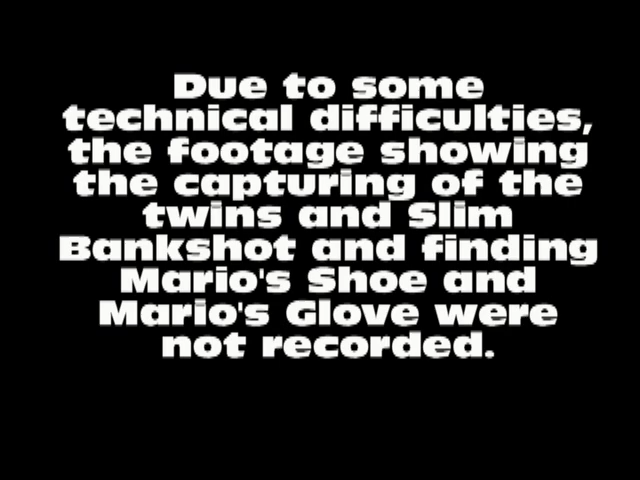 Due to some
technical difficulties,
the footage showing
the capturing of the
twins and Slim
Bankshot and finding
Mario's Shoe and
Mario's Glove were
not recorded.